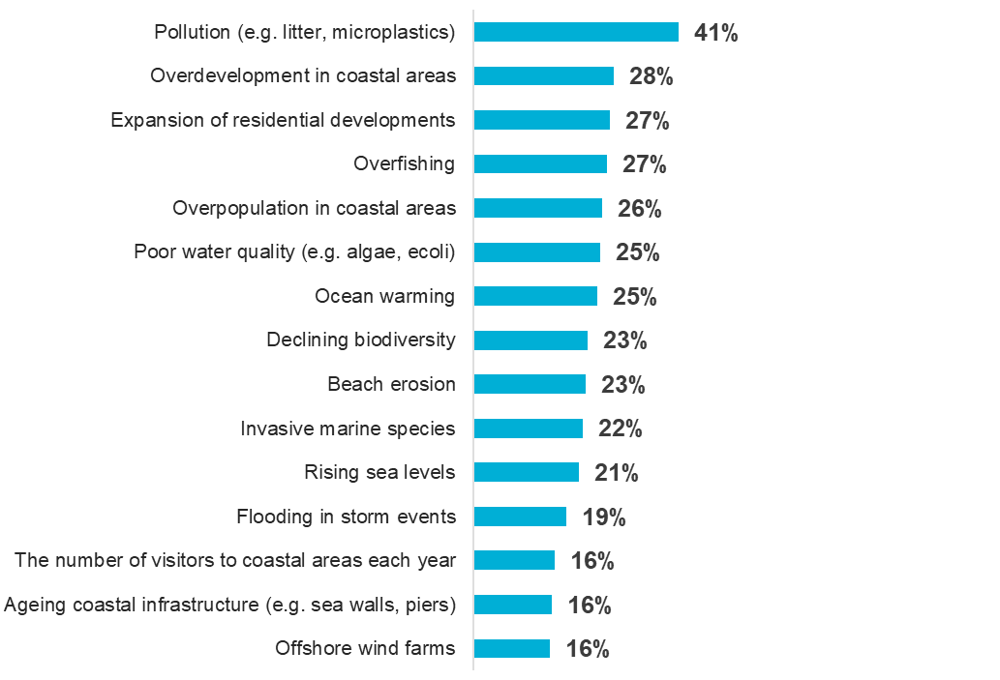 Pollution (e.g. litter, microplastics) 41%
Overdevelopment in coastal areas 28%
Expansion of residential developments 27%
Overfishing 27%
Overpopulation in coastal areas 26%
Poor water quality (e.g. algae, ecoli) 25%
Ocean warming 25%
Declining biodiversity 23%
Beach erosion 23%
Invasive marine species 22%
Rising sea levels 21%
Flooding in storm events 19%
The number of visitors to coastal areas each year 16%
Ageing coastal infrastructure (e.g. sea walls, piers) 16%
Offshore wind farms 16%